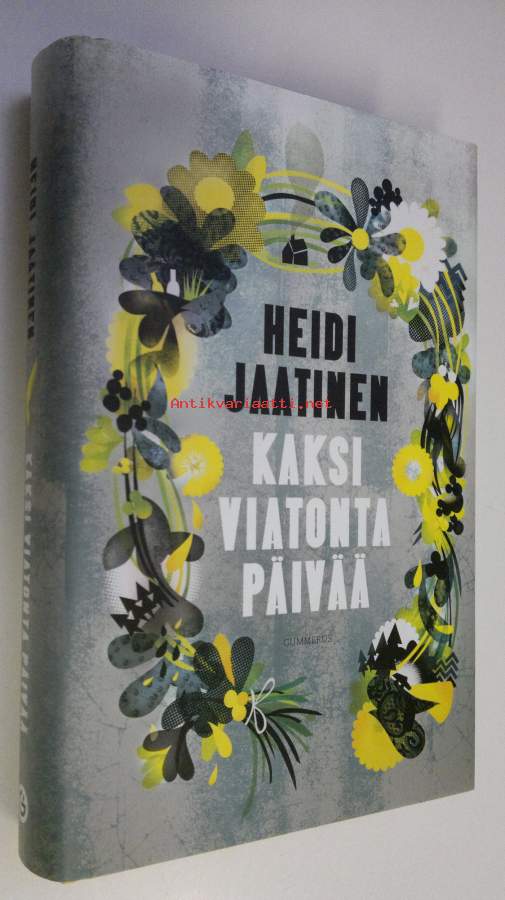 HEIDI
JAATINEN
KAKSI
VIATONTA
PÄIVÄÄ
GUMMERUS
Antikvariaatti.net
HEIDI JAATINEN
KAKSI VIATONTA PÄIVÄÄ